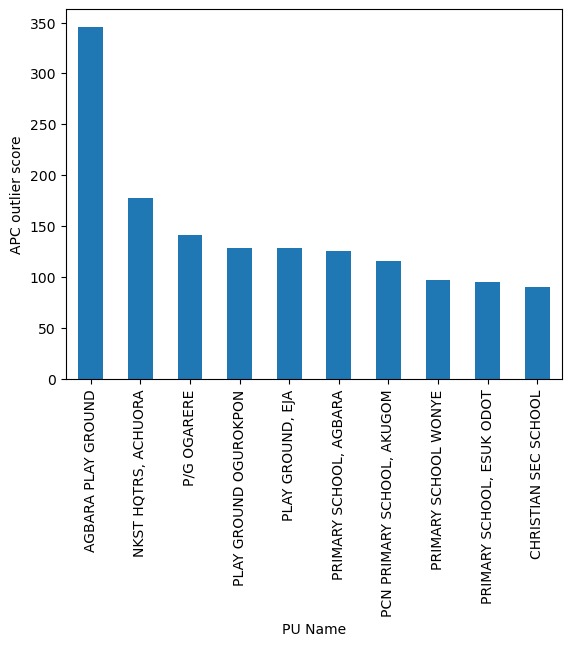 350
300
250
200
150
100
50
0
APC outlier score
AGBARA PLAY GROUND
NKST HQTRS, ACHUORA
P/G OGARERE
PLAY GROUND OGUROKPON
PLAY GROUND, EJA
PRIMARY SCHOOL, AGBARA
PCN PRIMARY SCHOOL, AKUGOM
PRIMARY SCHOOL WONYE
PRIMARY SCHOOL, ESUK ODOT
CHRISTIAN SEC SCHOOL
PU Name